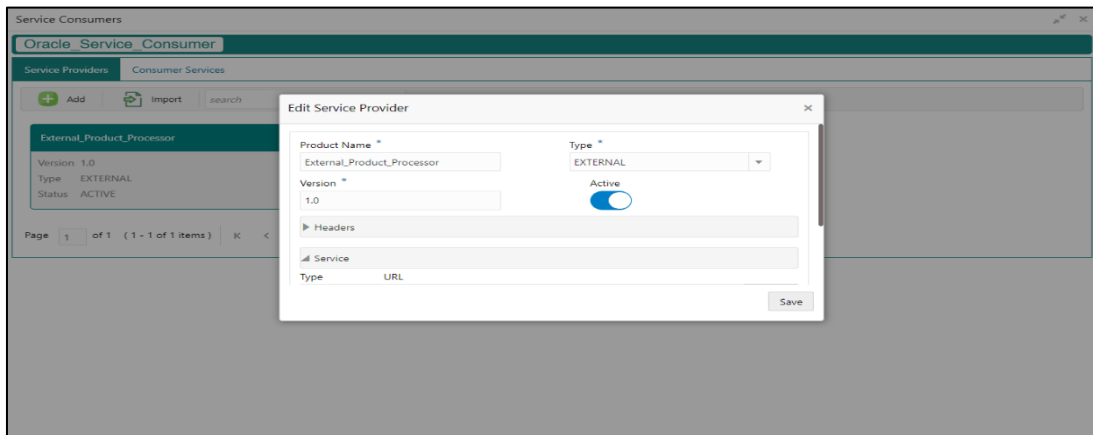 Service Consumers
Oracle_Service_Consumer
Service Providers Consumer Services
Add Import search
External_Product_Processor
Version 1.0
Type EXTERNAL
Status ACTIVE
Page 1 of 1 (1 - 1 of 1 items)
Edit Service Provider
Product Name * Type *
External_Product_Processor EXTERNAL
Version * Active
1.0
Headers
Service
Type URL
Save